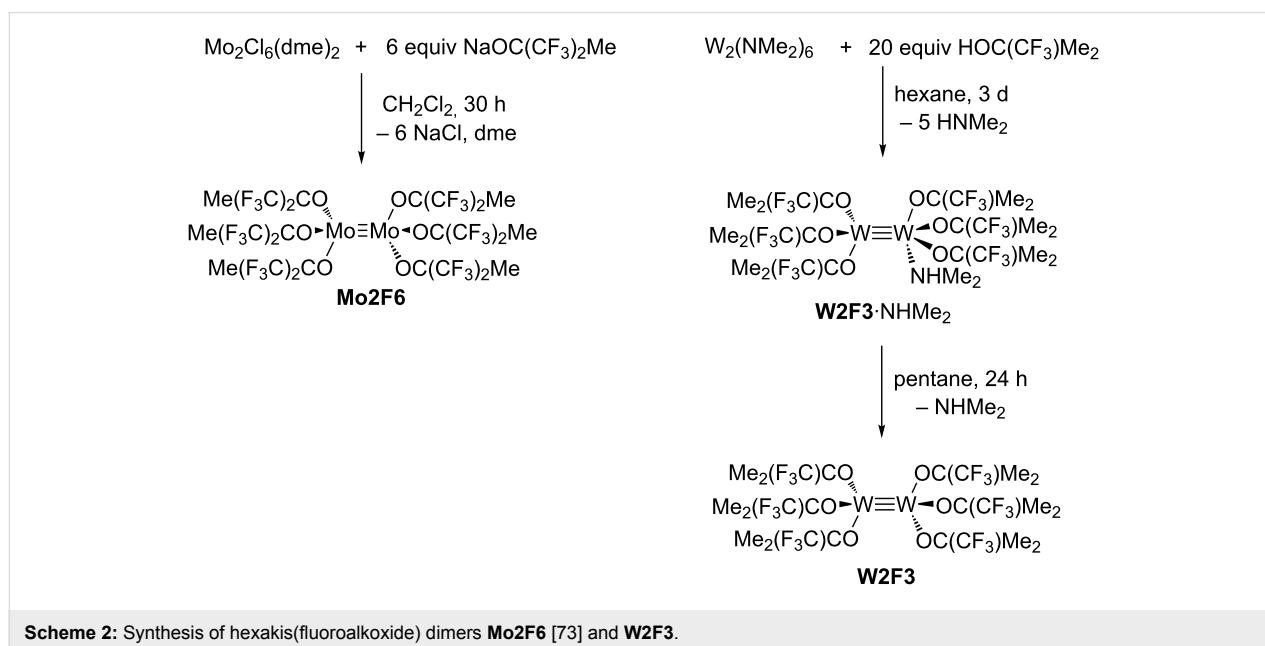 Mo2Cl6(dme)2 + 6 equiv NaOC(CF3)2Me
CH2Cl2, 30 h
– 6 NaCl, dme
Me(F3C)2CO OC(CF3)2Me
Me(F3C)2CO Mo≡Mo OC(CF3)2Me
Me(F3C)2CO OC(CF3)2Me
Mo2F6
W2(NMe2)6 + 20 equiv HOC(CF3)Me2
hexane, 3 d
– 5 HNMe2
Me2(F3C)CO OC(CF3)Me2
Me2(F3C)CO W≡W OC(CF3)Me2
Me2(F3C)CO OC(CF3)Me2
NHMe2
W2F3·NHMe2
pentane, 24 h
– NHMe2
Me2(F3C)CO OC(CF3)Me2
Me2(F3C)CO W≡W OC(CF3)Me2
Me2(F3C)CO OC(CF3)Me2
W2F3
Scheme 2: Synthesis of hexakis(fluoroalkoxide) dimers Mo2F6 [73] and W2F3.